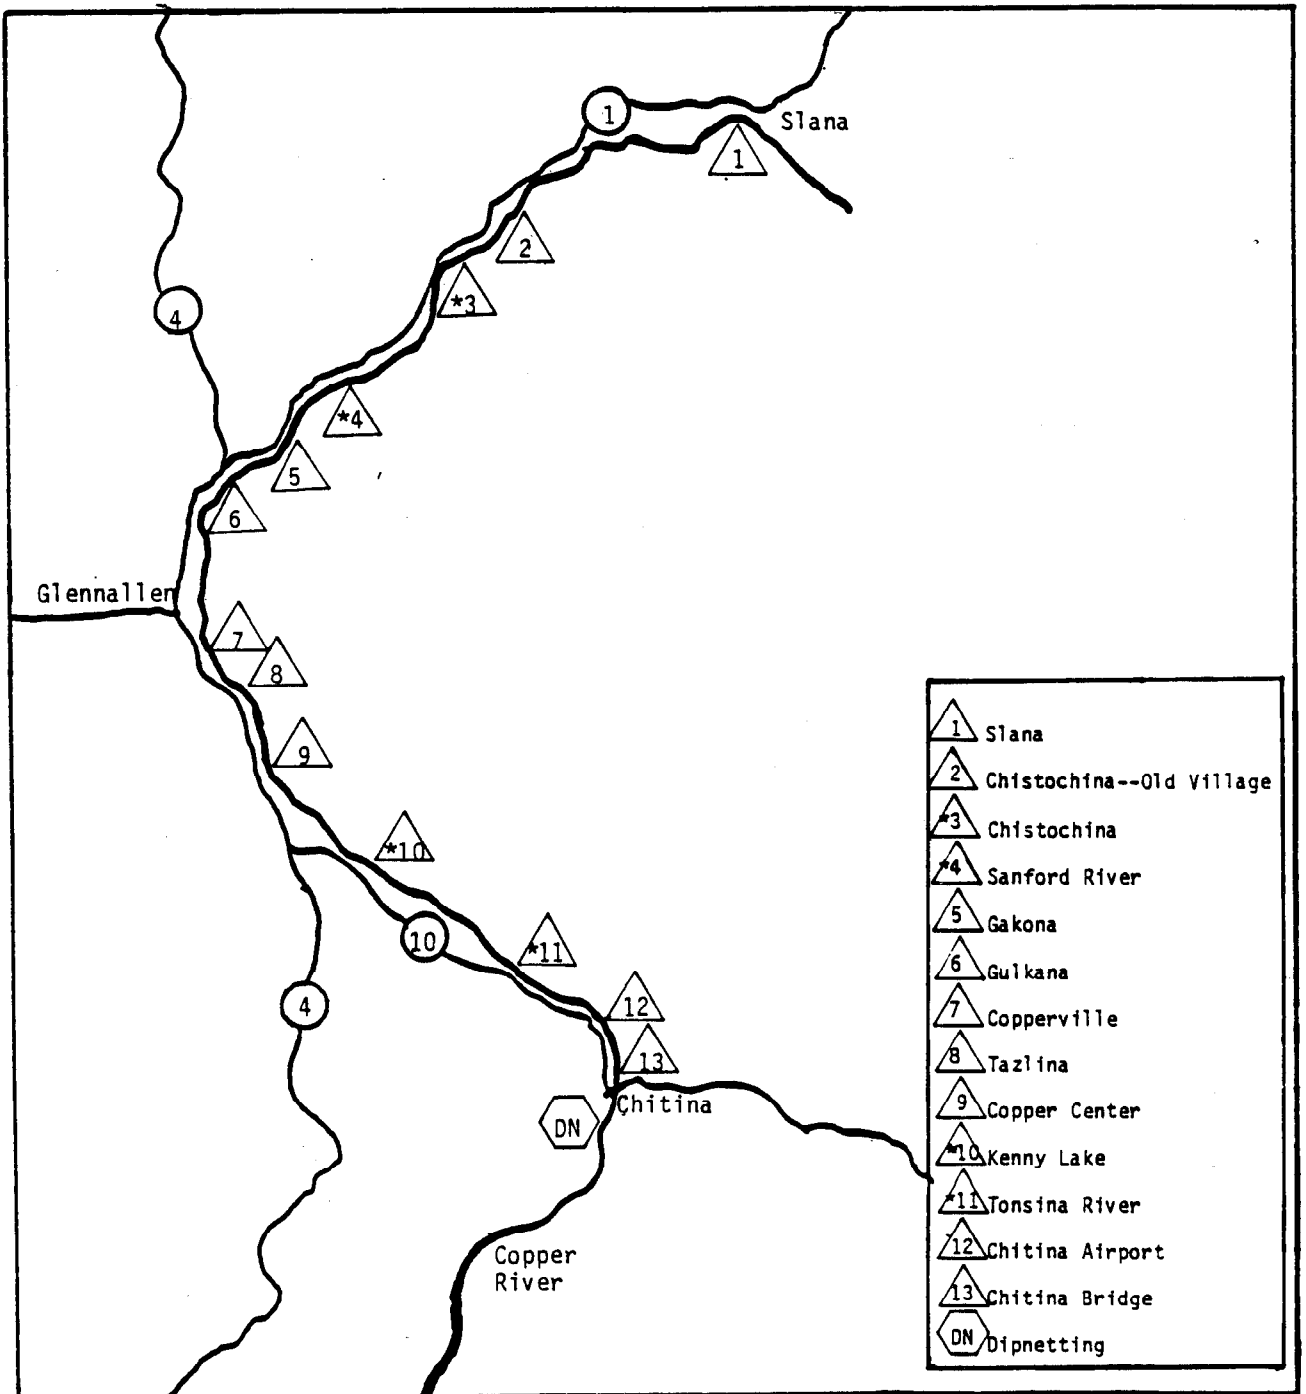 1
Slana
1
2
*3
4
*4
5
6
Glennallen
7
8
9
*10
10
*11
4
12
13
Chitina
DN
Copper
River
1 Slana
2 Chistochina--Old Village
*3 Chistochina
*4 Sanford River
5 Gakona
6 Gulkana
7 Copperville
8 Tazlina
9 Copper Center
*10 Kenny Lake
*11 Tonsina River
12 Chitina Airport
13 Chitina Bridge
DN Dipnetting